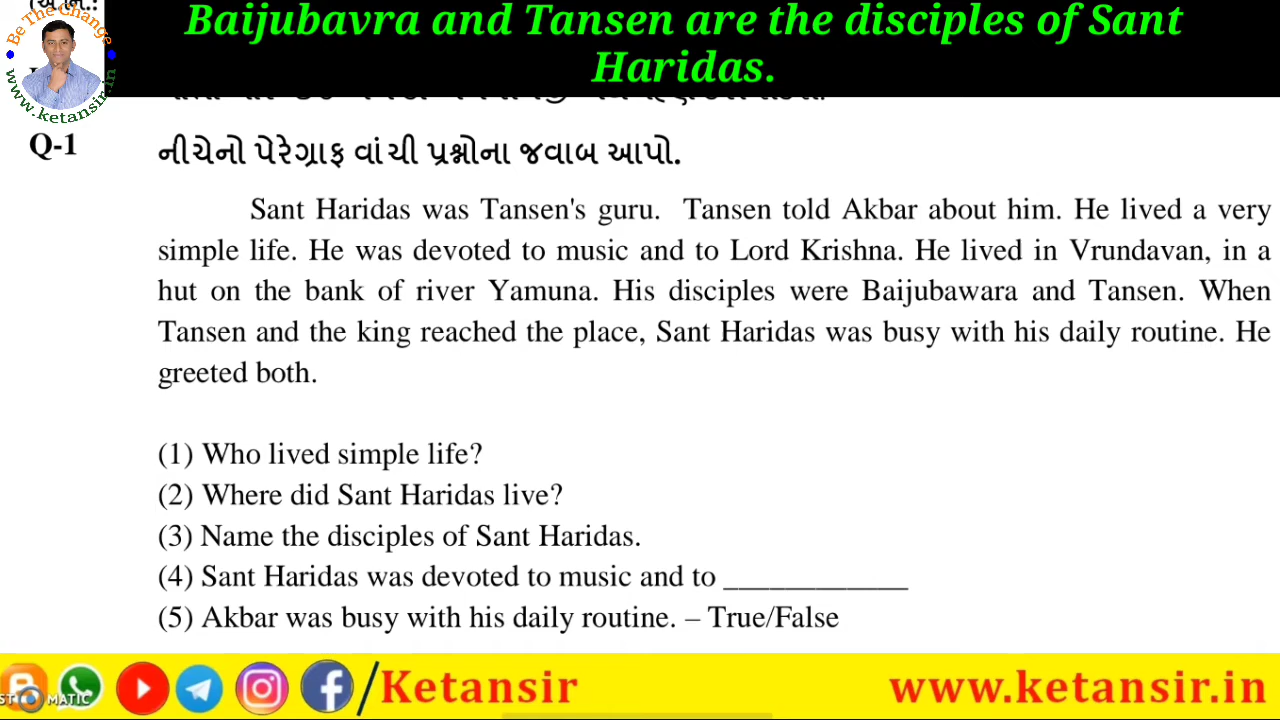 Baijubavra and Tansen are the disciples of Sant
Haridas.
Be The Change
www.ketansir.in
Q-1
નીચેનો પેરેગ્રાફ વાંચી પ્રશ્નોના જવાબ આપો.
Sant Haridas was Tansen's guru. Tansen told Akbar about him. He lived a very
simple life. He was devoted to music and to Lord Krishna. He lived in Vrundavan, in a
hut on the bank of river Yamuna. His disciples were Baijubawara and Tansen. When
Tansen and the king reached the place, Sant Haridas was busy with his daily routine. He
greeted both.
(1) Who lived simple life?
(2) Where did Sant Haridas live?
(3) Name the disciples of Sant Haridas.
(4) Sant Haridas was devoted to music and to ____________
(5) Akbar was busy with his daily routine. – True/False
/Ketansir
www.ketansir.in
MATIC